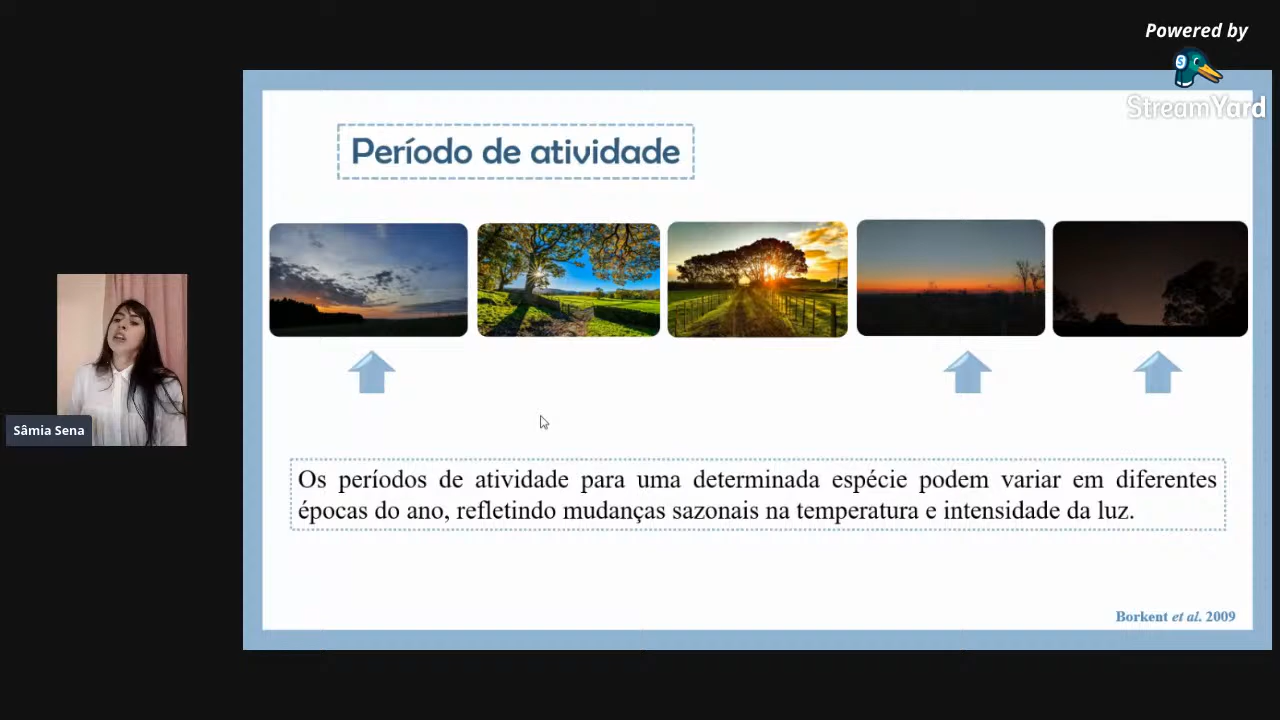 Powered by
StreamYard
Período de atividade
Sâmia Sena
Os períodos de atividade para uma determinada espécie podem variar em diferentes
épocas do ano, refletindo mudanças sazonais na temperatura e intensidade da luz.
Borkent et al. 2009